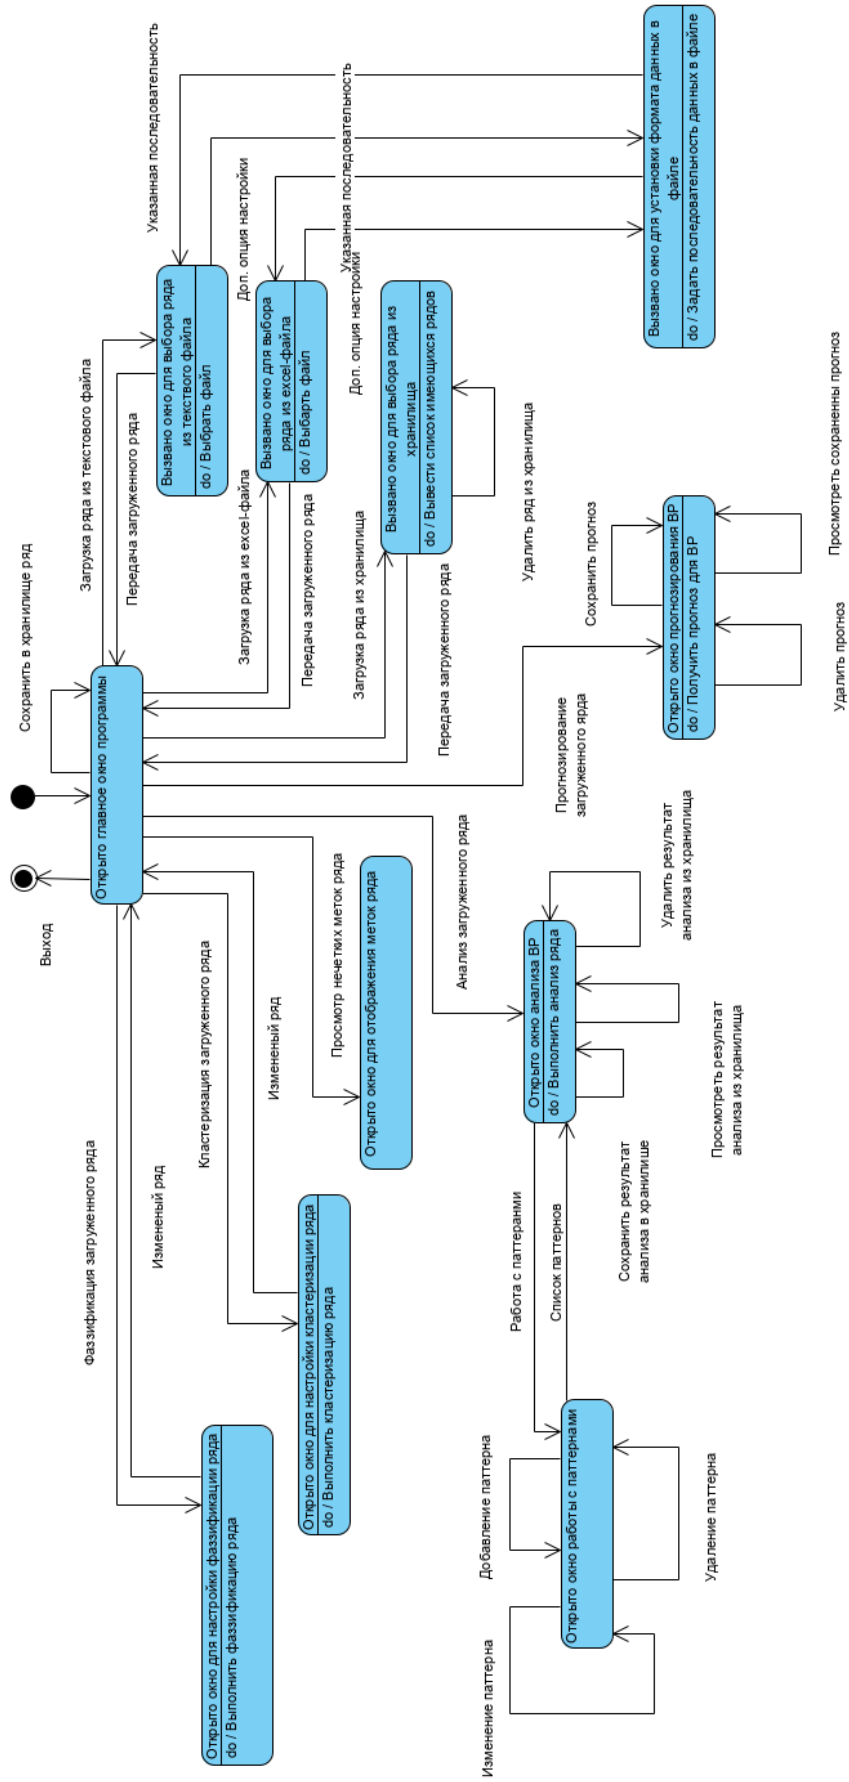 Фаззификация загруженного ряда
Измененый ряд
Открыто окно для настройки фаззификации ряда
do / Выполнить фаззификацию ряда
Кластеризация загруженного ряда
Измененый ряд
Открыто окно для настройки кластеризации ряда
do / Выполнить кластеризацию ряда
Выход
Сохранить в хранилище ряд
Открыто главное окно программы
Просмотр нечетких меток ряда
Открыто окно для отображения меток ряда
Загрузка ряда из текстового файла
Передача загруженного ряда
Вызвано окно для выбора ряда
из текствого файла
do / Выбрать файл
Указанная последовательность
Доп. опция настройки
Загрузка ряда из excel-файла
Передача загруженного ряда
Вызвано окно для выбора
ряда из excel-файла
do / Выбарть файл
Указанная последовательность
Доп. опция настройки
Загрузка ряда из хранилища
Передача загруженного ряда
Вызвано окно для выбора ряда из
хранилища
do / Вывести список имеющихся рядов
Удалить ряд из хранилища
Вызвано окно для установки формата данных в
файле
do / Задать последовательность данных в файле
Анализ загруженного ряда
Прогнозирование
загруженного ярда
Открыто окно анализа ВР
do / Выполнить анализ ряда
Удалить результат
анализа из хранилища
Просмотреть результат
анализа из хранилища
Сохранить результат
анализа в хранилише
Сохранить прогноз
Открыто окно прогнозирования ВР
do / Получить прогноз для ВР
Удалить прогноз
Просмотреть сохраненны прогноз
Работа с паттеранми
Список паттернов
Изменение паттерна
Добавление паттерна
Открыто окно работы с паттернами
Удаление паттерна